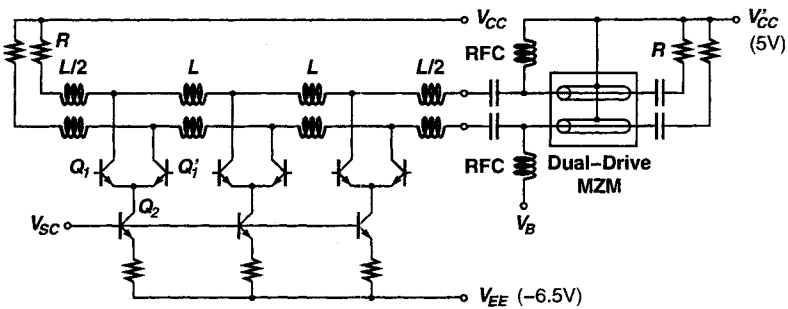 V_CC
V'_CC
(5V)
R
RFC
R
L/2
L
L
L/2
Q_1
Q'_1
RFC
Dual-Drive
MZM
Q_2
V_SC
V_B
V_EE (-6.5V)